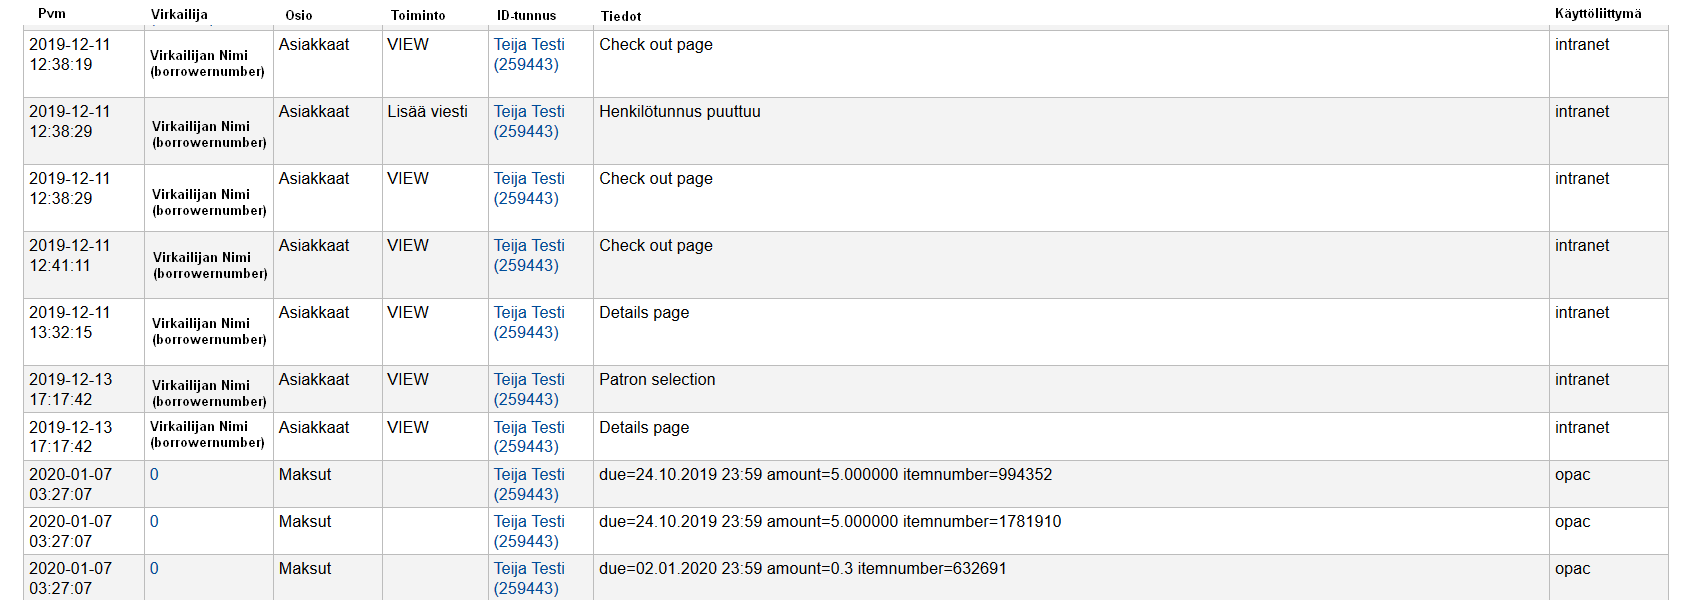 Pvm Virkailija Osio Toiminto ID-tunnus Tiedot Käyttöliittymä
2019-12-11 Virkailijan Nimi Asiakkaat VIEW Teija Testi Check out page intranet
12:38:19 (borrowernumber) (259443)
2019-12-11 Virkailijan Nimi Asiakkaat Lisää viesti Teija Testi Henkilötunnus puuttuu intranet
12:38:29 (borrowernumber) (259443)
2019-12-11 Virkailijan Nimi Asiakkaat VIEW Teija Testi Check out page intranet
12:38:29 (borrowernumber) (259443)
2019-12-11 Virkailijan Nimi Asiakkaat VIEW Teija Testi Check out page intranet
12:41:11 (borrowernumber) (259443)
2019-12-11 Virkailijan Nimi Asiakkaat VIEW Teija Testi Details page intranet
13:32:15 (borrowernumber) (259443)
2019-12-13 Virkailijan Nimi Asiakkaat VIEW Teija Testi Patron selection intranet
17:17:42 (borrowernumber) (259443)
2019-12-13 Virkailijan Nimi Asiakkaat VIEW Teija Testi Details page intranet
17:17:42 (borrowernumber) (259443)
2020-01-07 0 Maksut Teija Testi due=24.10.2019 23:59 amount=5.000000 itemnumber=994352 opac
03:27:07 (259443)
2020-01-07 0 Maksut Teija Testi due=24.10.2019 23:59 amount=5.000000 itemnumber=1781910 opac
03:27:07 (259443)
2020-01-07 0 Maksut Teija Testi due=02.01.2020 23:59 amount=0.3 itemnumber=632691 opac
03:27:07 (259443)